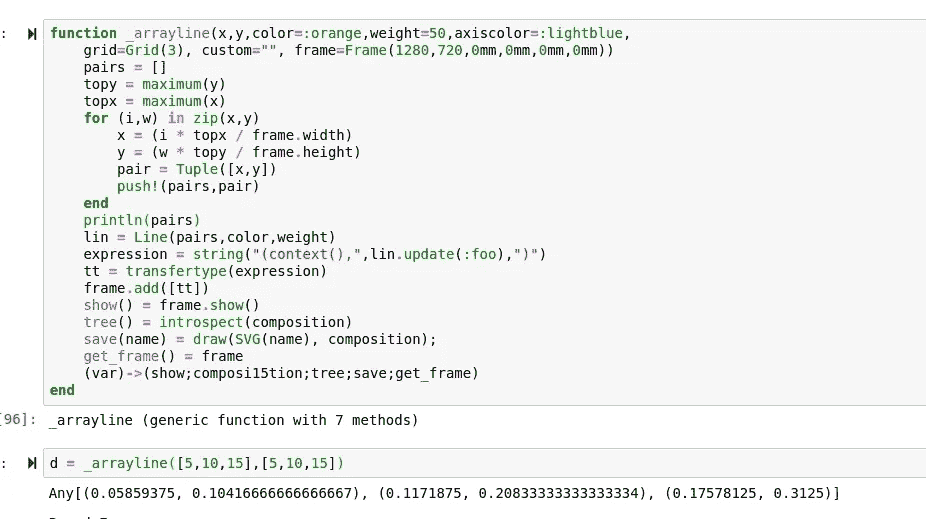 function _arrayline(x,y,color=:orange,weight=50,axiscolor=:lightblue,
grid=Grid(3), custom="", frame=Frame(1280,720,0mm,0mm,0mm,0mm))
pairs = []
topy = maximum(y)
topx = maximum(x)
for (i,w) in zip(x,y)
x = (i * topx / frame.width)
y = (w * topy / frame.height)
pair = Tuple([x,y])
push!(pairs,pair)
end
println(pairs)
lin = Line(pairs,color,weight)
expression = string("(context(),",lin.update(:foo),")")
tt = transfertype(expression)
frame.add([tt])
show() = frame.show()
tree() = introspect(composition)
save(name) = draw(SVG(name), composition);
get_frame() = frame
(var)->(show;composi15tion;tree;save;get_frame)
end
[96]: _arrayline (generic function with 7 methods)
d = _arrayline([5,10,15],[5,10,15])
Any[(0.05859375, 0.10416666666666667), (0.1171875, 0.20833333333333334), (0.17578125, 0.3125)]